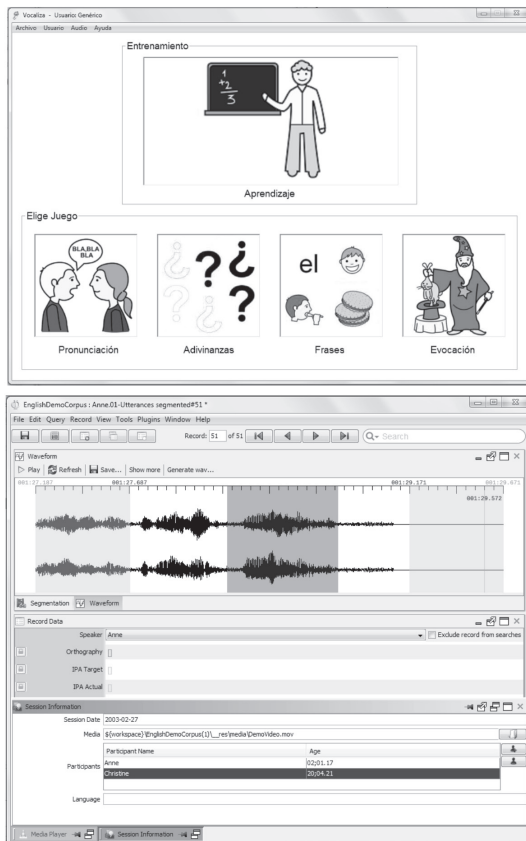 Vocaliza - Usuario: Genérico
Archivo Usuario Audio Ayuda
Entrenamiento
1
+2
3
Aprendizaje
Elige Juego
BLA,BLA
BLA
el
Pronunciación Adivinanzas Frases Evocación
EnglishDemoCorpus : Anne.01-Utterances segmented#51 *
File Edit Query Record View Tools Plugins Window Help
Record: 51 of 51 Search
Waveform
Play Refresh Save... Show more Generate wav...
001:27.187 001:27.687 001:29.171 001:29.671
001:29.572
Segmentation Waveform
Record Data
Speaker Anne Exclude record from searches
Orthography
IPA Target
IPA Actual
Session Information
Session Date 2003-02-27
Media ${workspace}\EnglishDemoCorpus(1)\__res\media\DemoVideo.mov
Participant Name Age
Participants
Anne 02;01.17
Christine 20;04.21
Language
Media Player Session Information